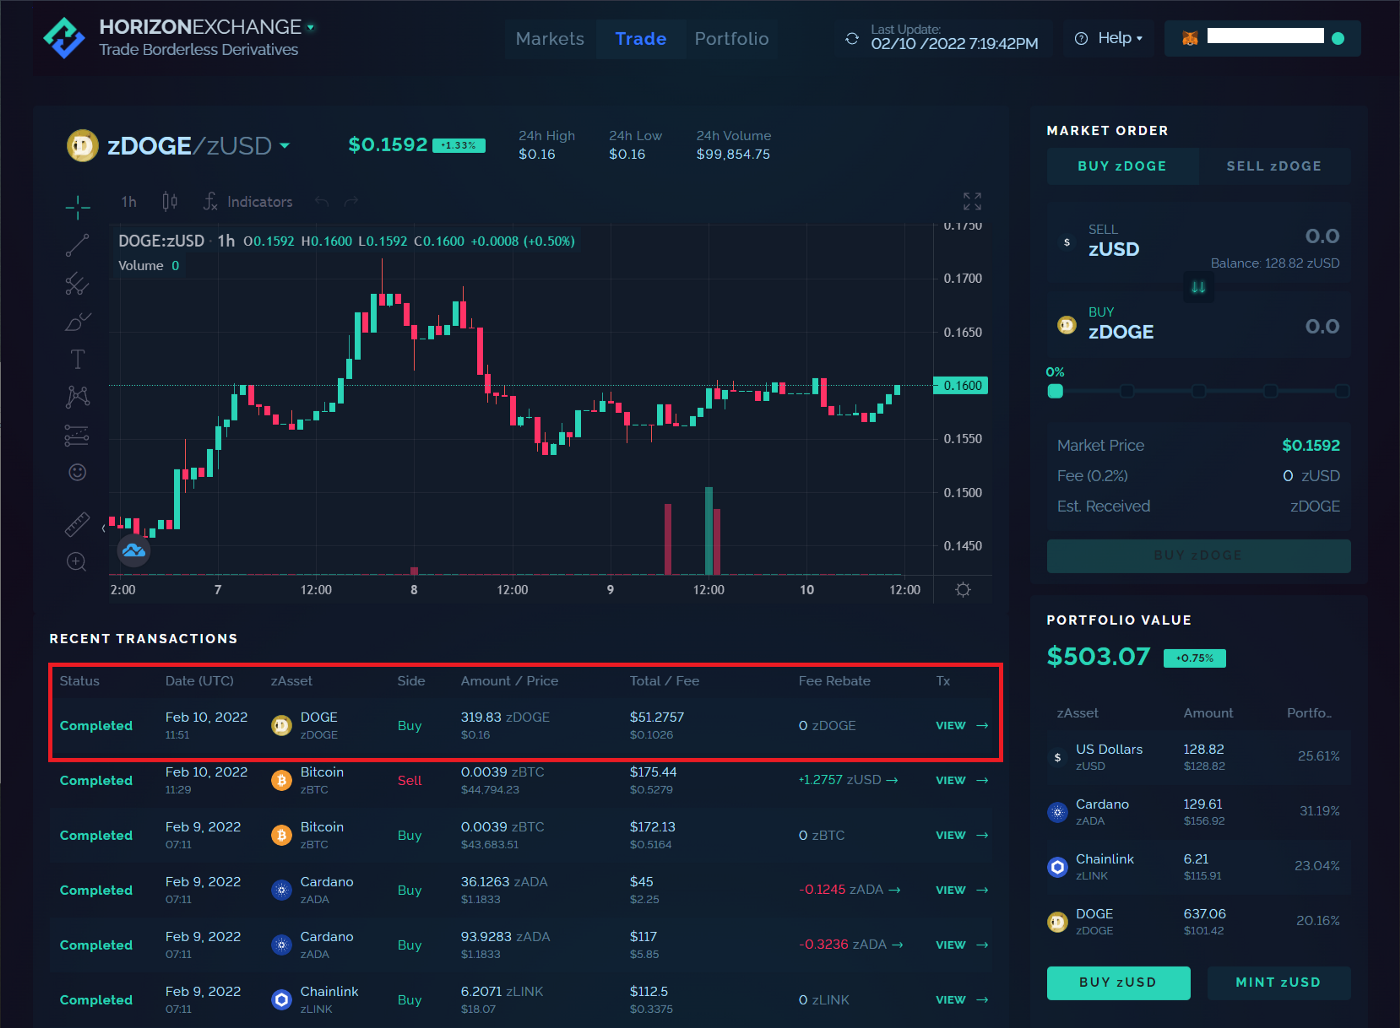 HORIZONEXCHANGE
Trade Borderless Derivatives
Markets Trade Portfolio
Last Update:
02/10 /2022 7:19:42PM
Help
zDOGE/zUSD
$0.1592 +1.33%
24h High 24h Low 24h Volume
$0.16 $0.16 $99,854.75
1h Indicators
DOGE:zUSD · 1h O0.1592 H0.1600 L0.1592 C0.1600 +0.0008 (+0.50%)
Volume 0
0.1750
0.1700
0.1650
0.1600
0.1550
0.1500
0.1450
2:00 7 12:00 8 12:00 9 12:00 10 12:00
MARKET ORDER
BUY zDOGE SELL zDOGE
SELL
zUSD 0.0
Balance: 128.82 zUSD
BUY
zDOGE 0.0
0%
Market Price $0.1592
Fee (0.2%) 0 zUSD
Est. Received zDOGE
BUY zDOGE
RECENT TRANSACTIONS
Status Date (UTC) zAsset Side Amount / Price Total / Fee Fee Rebate Tx
Completed Feb 10, 2022 DOGE Buy 319.83 zDOGE $51.2757 0 zDOGE VIEW →
11:51 zDOGE $0.16 $0.1026
Completed Feb 10, 2022 Bitcoin Sell 0.0039 zBTC $175.44 +1.2757 zUSD → VIEW →
11:29 zBTC $44,794.23 $0.5279
Completed Feb 9, 2022 Bitcoin Buy 0.0039 zBTC $172.13 0 zBTC VIEW →
07:11 zBTC $43,683.51 $0.5164
Completed Feb 9, 2022 Cardano Buy 36.1263 zADA $45 -0.1245 zADA → VIEW →
07:11 zADA $1.1833 $2.25
Completed Feb 9, 2022 Cardano Buy 93.9283 zADA $117 -0.3236 zADA → VIEW →
07:11 zADA $1.1833 $5.85
Completed Feb 9, 2022 Chainlink Buy 6.2071 zLINK $112.5 0 zLINK VIEW →
07:11 zLINK $18.07 $0.3375
PORTFOLIO VALUE
$503.07 +0.75%
zAsset Amount Portfo...
US Dollars 128.82 25.61%
zUSD $128.82
Cardano 129.61 31.19%
zADA $156.92
Chainlink 6.21 23.04%
zLINK $115.91
DOGE 637.06 20.16%
zDOGE $101.42
BUY zUSD MINT zUSD